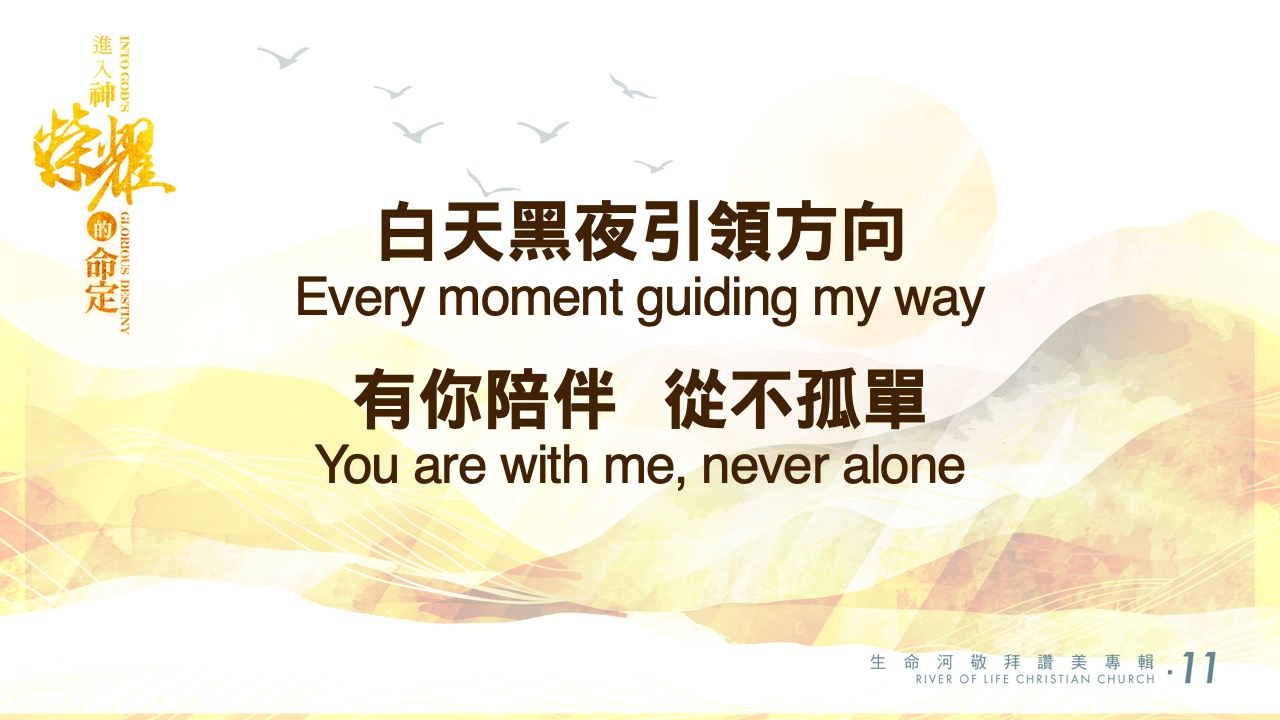 進入神
榮耀
的
命定
INTO GOD'S
GLORIOUS DESTINY
白天黑夜引領方向
Every moment guiding my way
有你陪伴 從不孤單
You are with me, never alone
生命河敬拜讚美專輯
RIVER OF LIFE CHRISTIAN CHURCH
·11